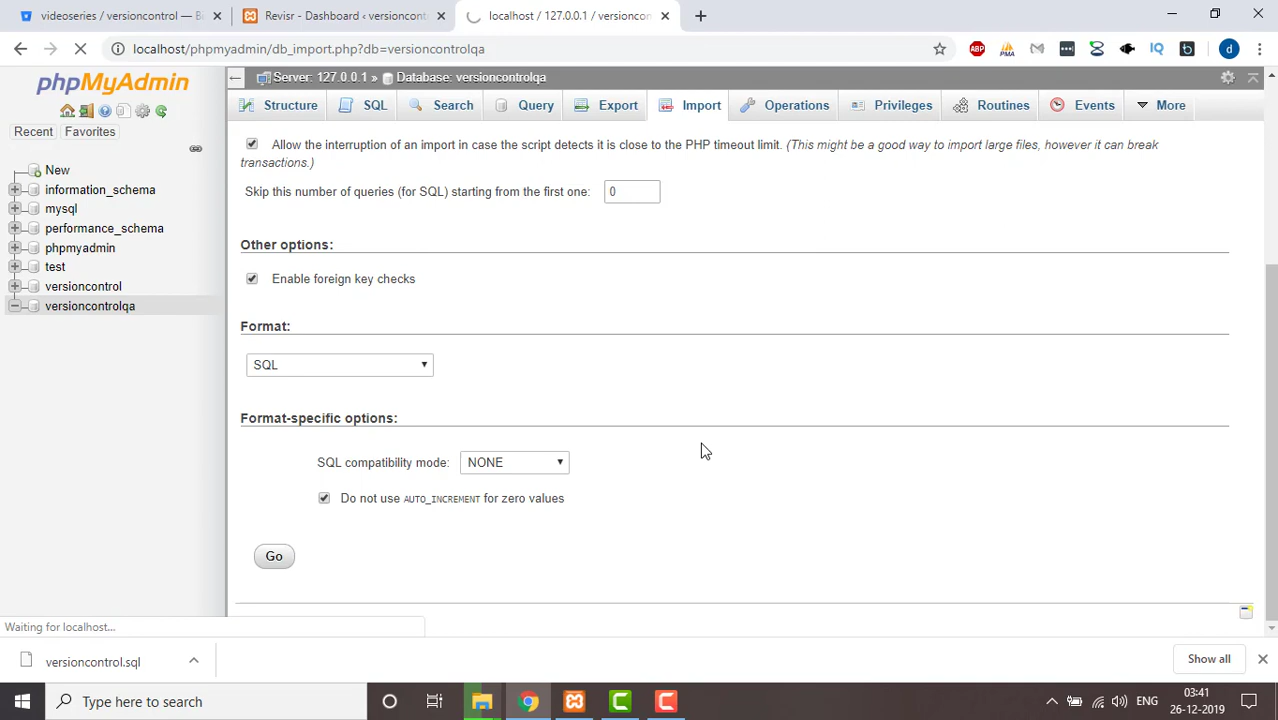 videoseries / versioncontrol — Ba
Revisr - Dashboard ‹ versioncont
localhost / 127.0.0.1 / versioncon
localhost/phpmyadmin/db_import.php?db=versioncontrolqa
ABP
PMA
IQ
d
phpMyAdmin
Recent
Favorites
New
information_schema
mysql
performance_schema
phpmyadmin
test
versioncontrol
versioncontrolqa
Server: 127.0.0.1 » Database: versioncontrolqa
Structure
SQL
Search
Query
Export
Import
Operations
Privileges
Routines
Events
More
Allow the interruption of an import in case the script detects it is close to the PHP timeout limit. (This might be a good way to import large files, however it can break
transactions.)
Skip this number of queries (for SQL) starting from the first one: 0
Other options:
Enable foreign key checks
Format:
SQL
Format-specific options:
SQL compatibility mode: NONE
Do not use AUTO_INCREMENT for zero values
Go
Waiting for localhost...
versioncontrol.sql
Show all
Type here to search
ENG
03:41
26-12-2019